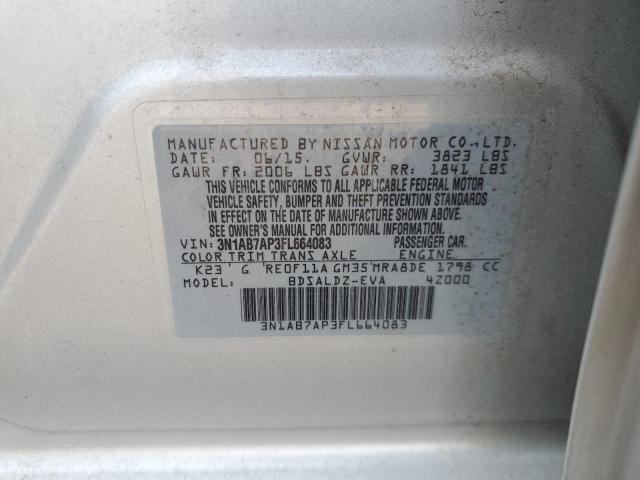 MANUFACTURED BY NISSAN MOTOR CO.,LTD.
DATE: 06/15. GVWR: 3823 LBS
GAWR FR: 2006 LBS GAWR RR: 1841 LBS
THIS VEHICLE CONFORMS TO ALL APPLICABLE FEDERAL MOTOR
VEHICLE SAFETY, BUMPER AND THEFT PREVENTION STANDARDS
IN EFFECT ON THE DATE OF MANUFACTURE SHOWN ABOVE.
SEE OWNER'S MANUAL FOR ADDITIONAL INFORMATION.
VIN: 3N1AB7AP3FL664083 PASSENGER CAR.
COLOR TRIM TRANS AXLE ENGINE
K23 G RE0F11A GM35 MRA8DE 1798 CC
MODEL: BDSALDZ-EVA 4Z000
3N1AB7AP3FL664083